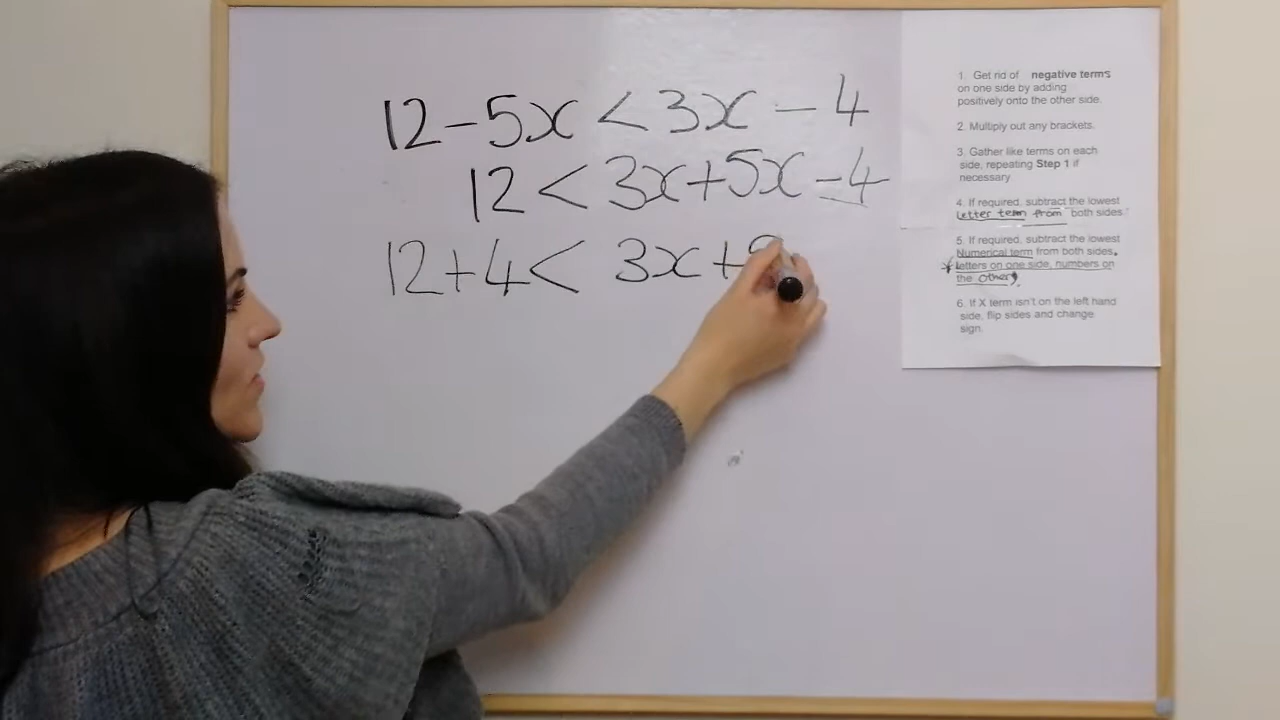 12-5x < 3x - 4
12 < 3x+5x -4
12+4 < 3x+
1. Get rid of negative terms
on one side by adding
positively onto the other side.
2. Multiply out any brackets.
3. Gather like terms on each
side, repeating Step 1 if
necessary
4. If required, subtract the lowest
Letter term from both sides
5. If required, subtract the lowest
Numerical term from both sides.
* letters on one side, numbers on
the other).
6. If X term isn't on the left hand
side, flip sides and change
sign.